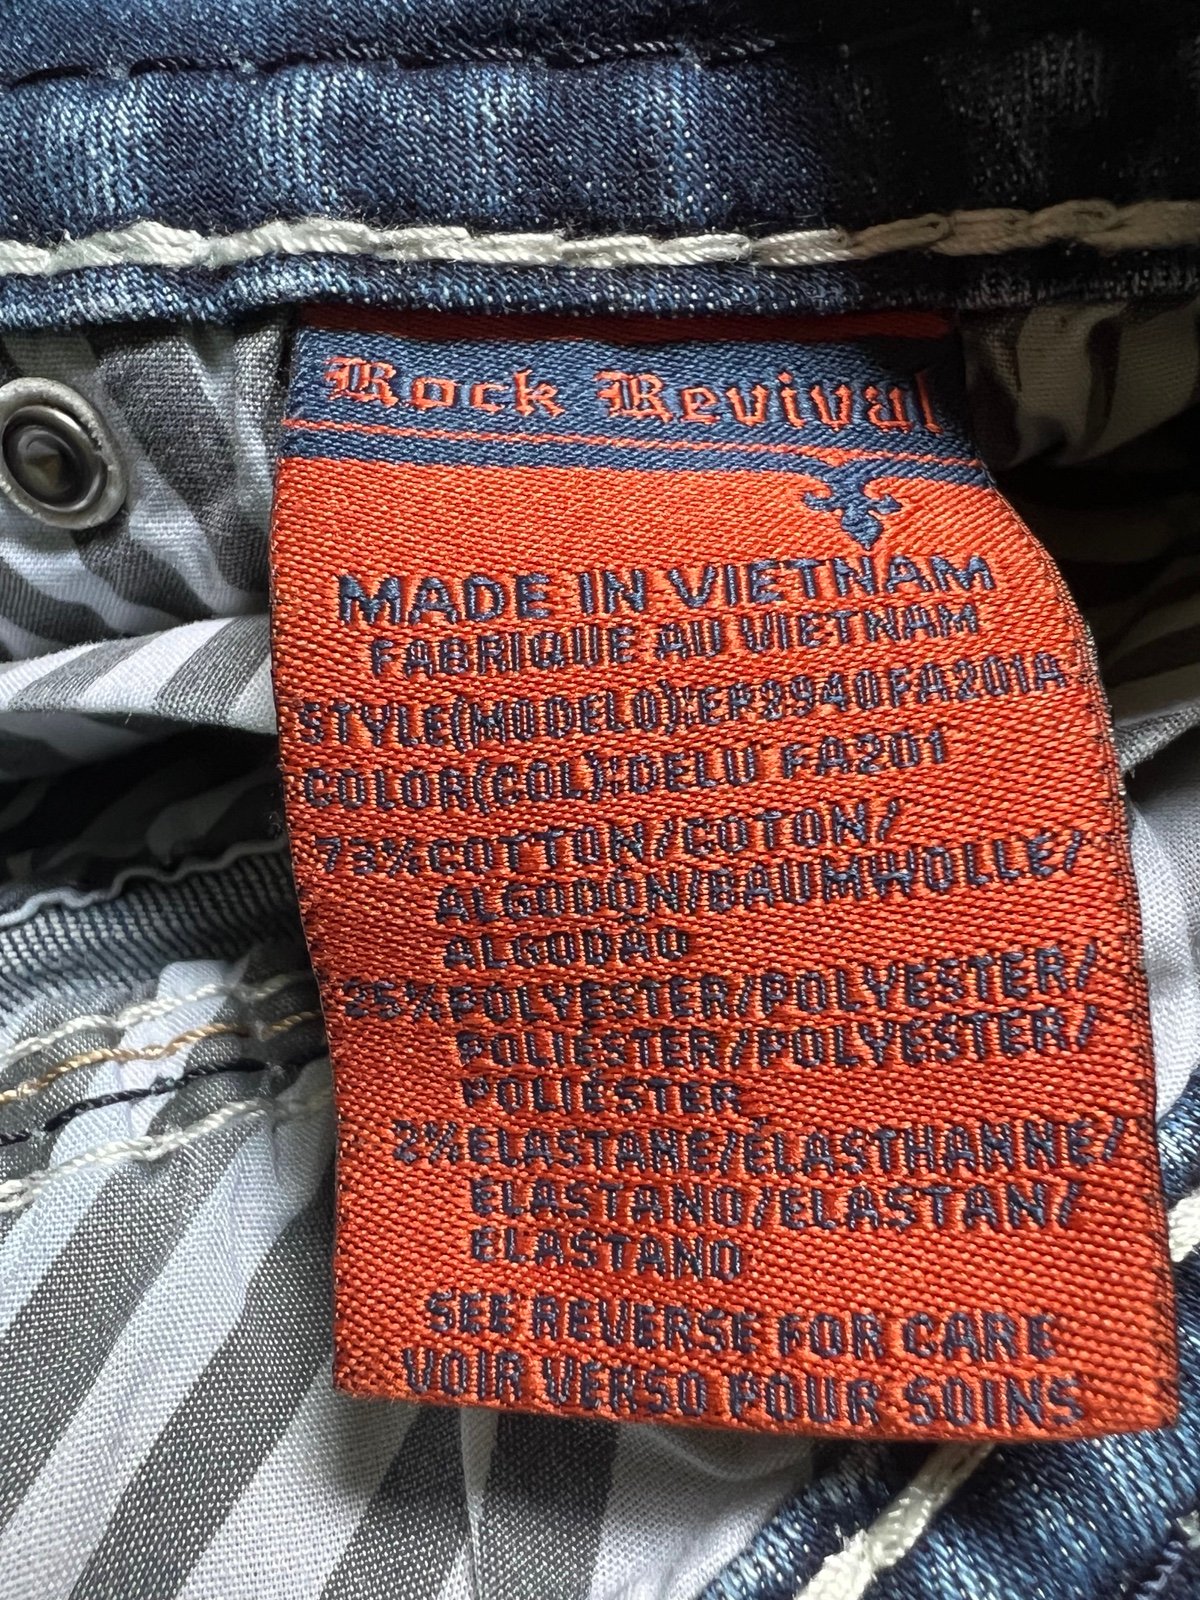 Rock Revival
MADE IN VIETNAM
FABRIQUE AU VIETNAM
STYLE(MODELO):EP2940FA201A
COLOR(COL):DELU FA201
73%COTTON/COTON/
ALGODÓN/BAUMWOLLE/
ALGODÃO
25%POLYESTER/POLYESTER/
POLIÉSTER/POLYESTER/
POLIÉSTER
2%ELASTANE/ÉLASTHANNE/
ELASTANO/ELASTAN/
ELASTANO
SEE REVERSE FOR CARE
VOIR VERSO POUR SOINS